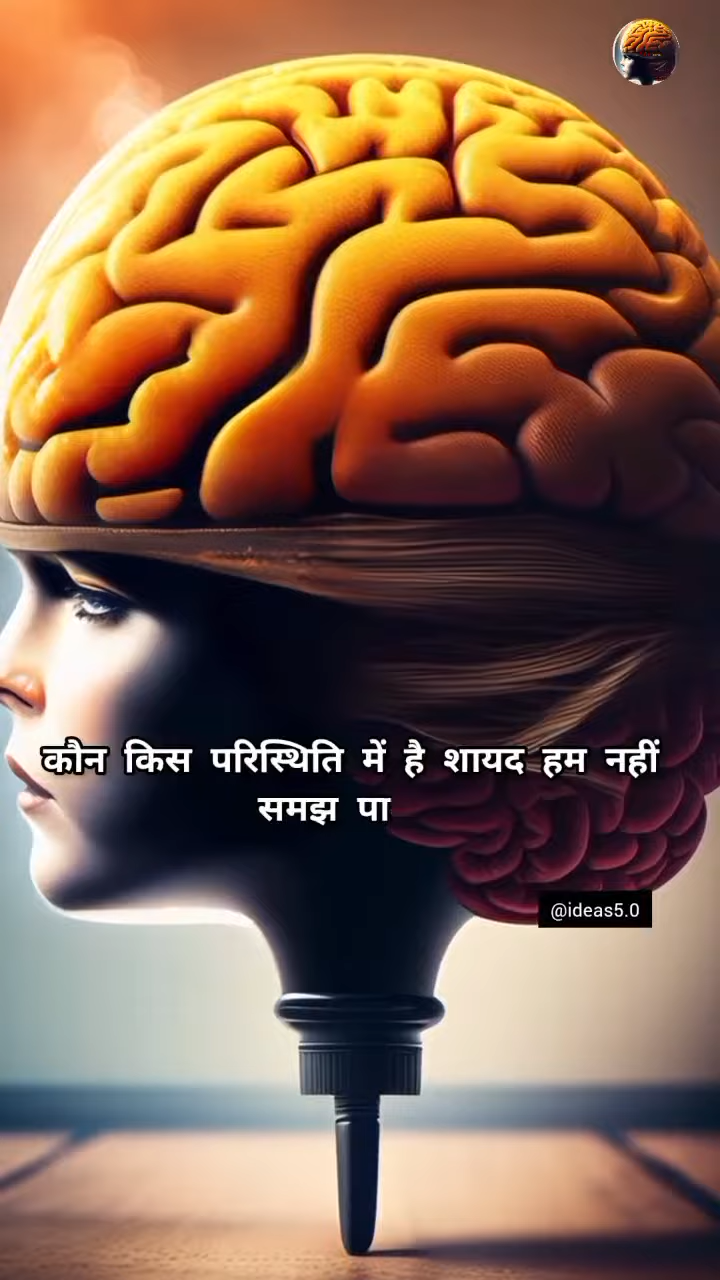 कौन किस परिस्थिति में है शायद हम नहीं
समझ पा
@ideas5.0